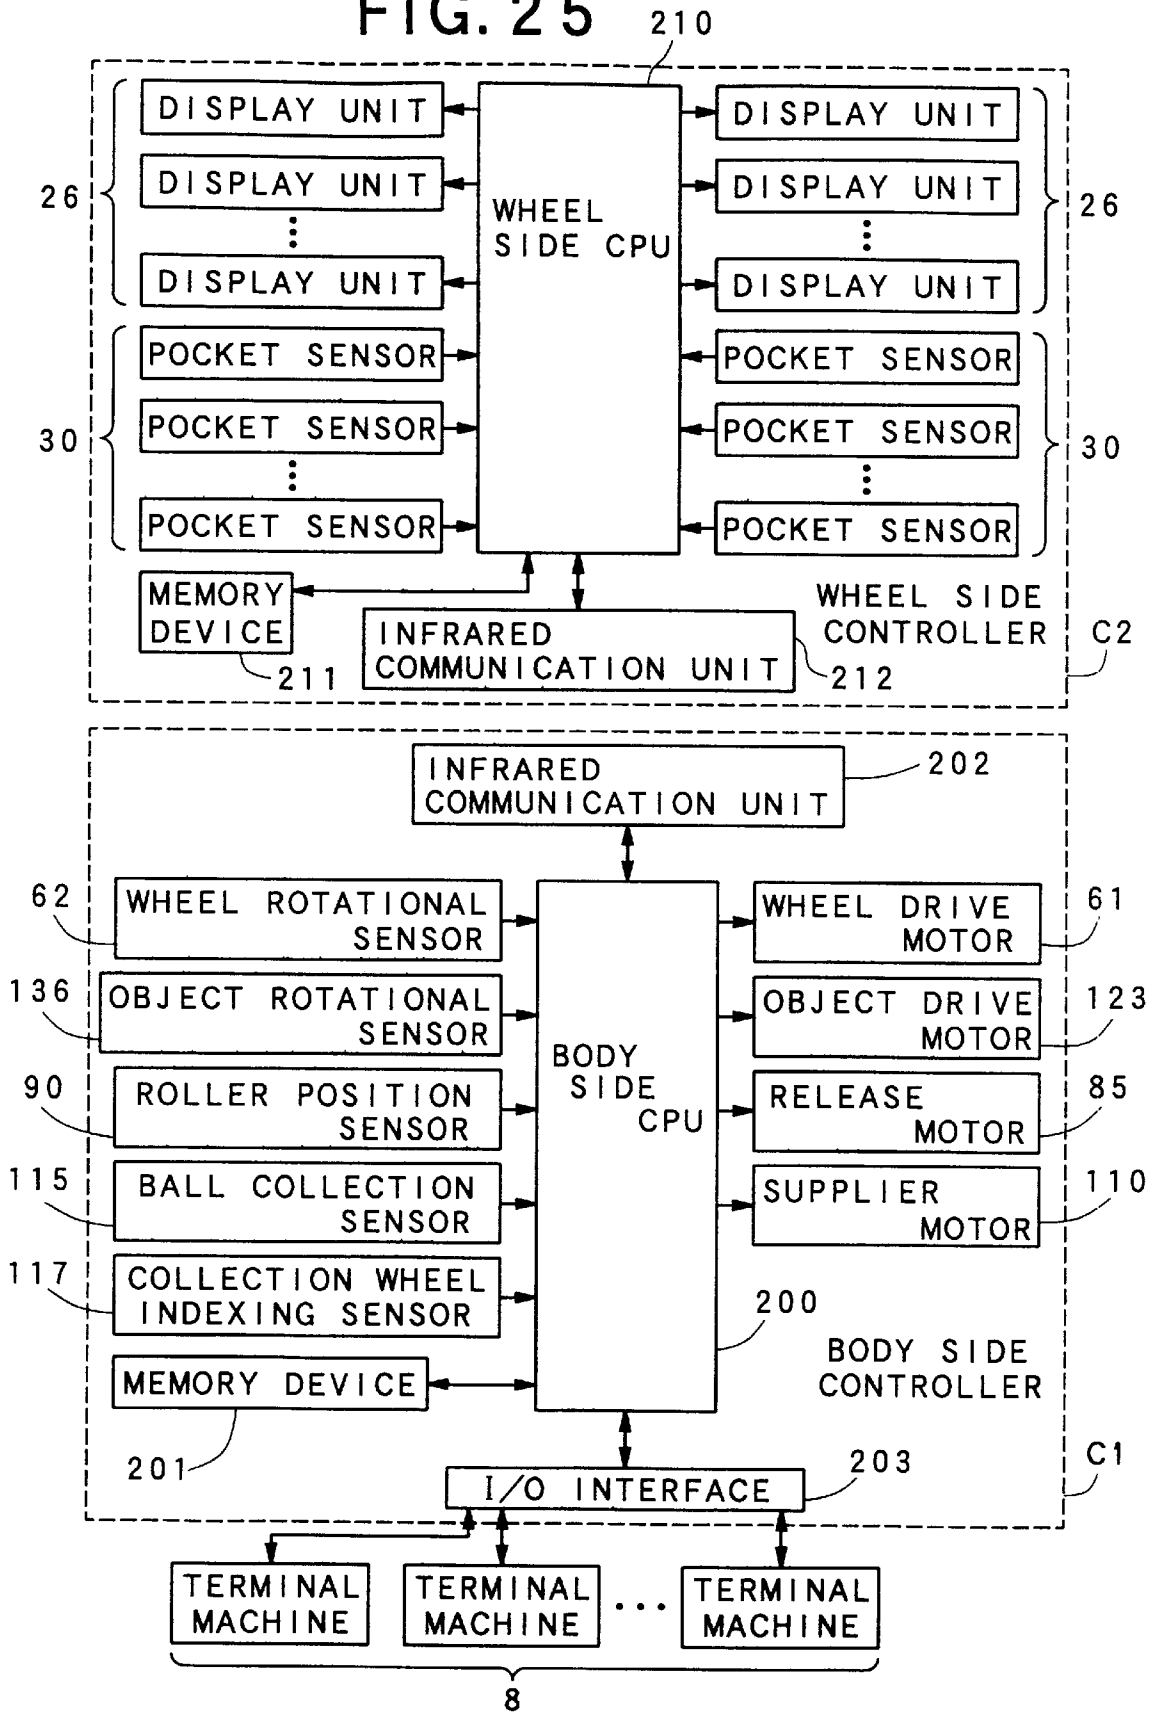 FIG. 25
210
DISPLAY UNIT
DISPLAY UNIT
DISPLAY UNIT
26
POCKET SENSOR
POCKET SENSOR
POCKET SENSOR
30
WHEEL
SIDE CPU
DISPLAY UNIT
DISPLAY UNIT
DISPLAY UNIT
26
POCKET SENSOR
POCKET SENSOR
POCKET SENSOR
30
MEMORY
DEVICE
211
INFRARED
COMMUNICATION UNIT
212
WHEEL SIDE
CONTROLLER
C2
INFRARED
COMMUNICATION UNIT
202
62
WHEEL ROTATIONAL
SENSOR
136
OBJECT ROTATIONAL
SENSOR
90
ROLLER POSITION
SENSOR
115
BALL COLLECTION
SENSOR
117
COLLECTION WHEEL
INDEXING SENSOR
MEMORY DEVICE
201
BODY
SIDE
CPU
200
WHEEL DRIVE
MOTOR
61
OBJECT DRIVE
MOTOR
123
RELEASE
MOTOR
85
SUPPLIER
MOTOR
110
BODY SIDE
CONTROLLER
C1
I/O INTERFACE
203
TERMINAL
MACHINE
TERMINAL
MACHINE
TERMINAL
MACHINE
8